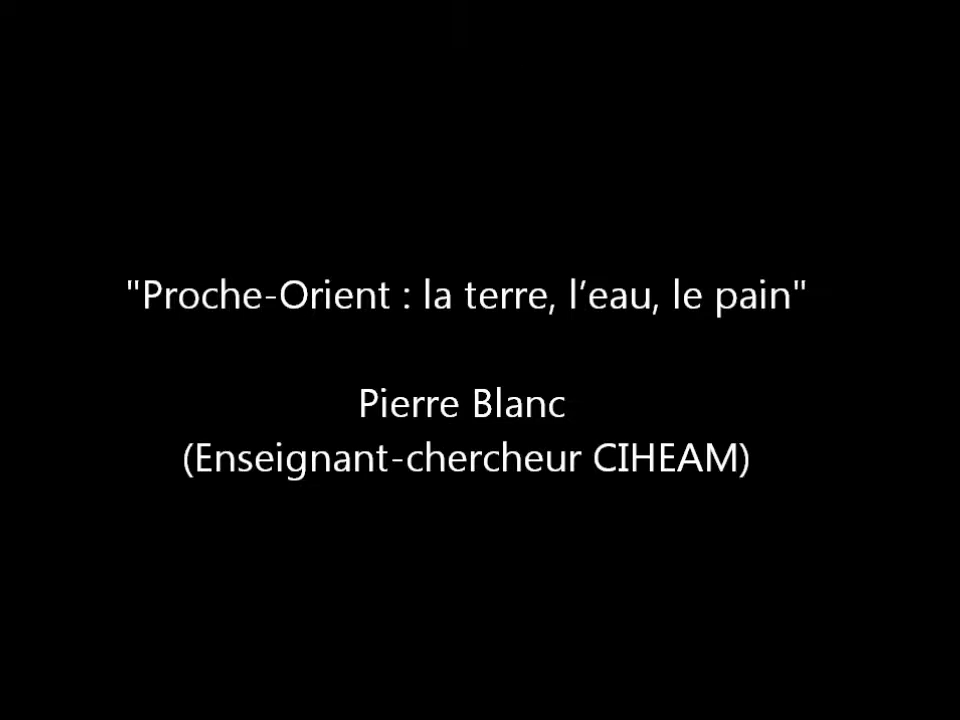 "Proche-Orient : la terre, l’eau, le pain"
Pierre Blanc
(Enseignant-chercheur CIHEAM)